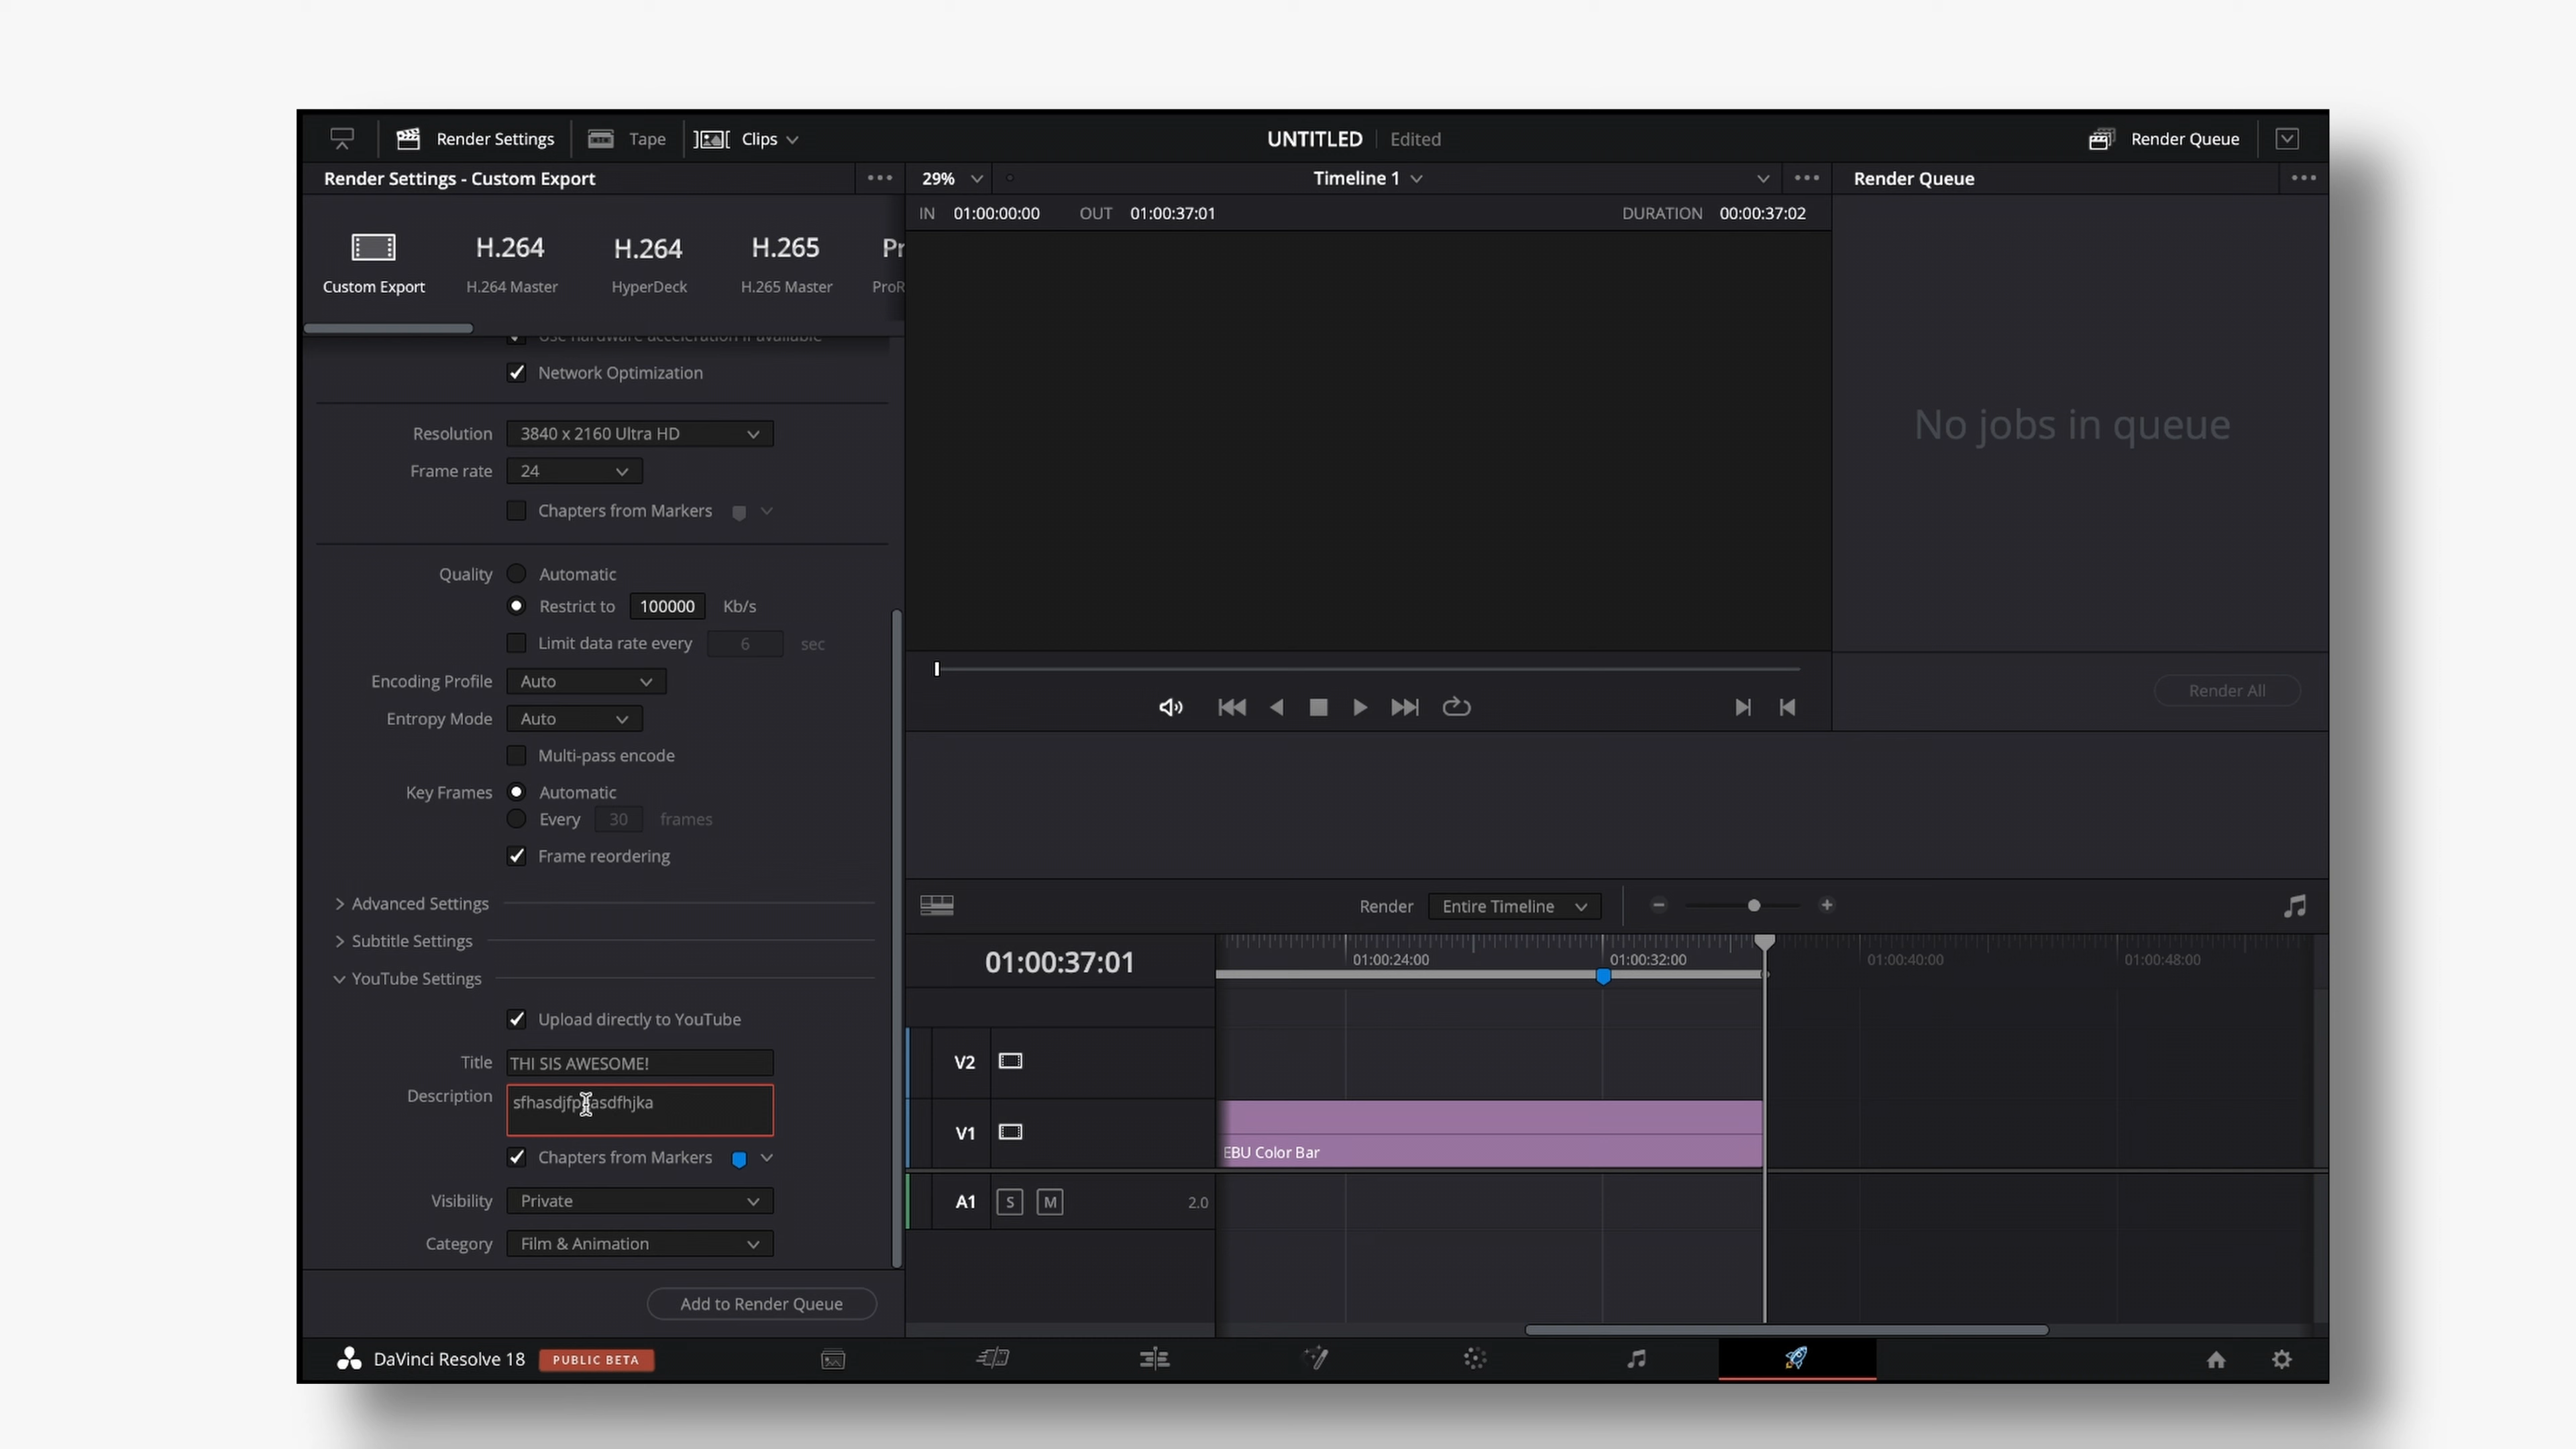 Render Settings Tape Clips UNTITLED Edited Render Queue
Render Settings - Custom Export 29% Timeline 1 Render Queue
IN 01:00:00:00 OUT 01:00:37:01 DURATION 00:00:37:02
H.264 H.264 H.265 Pr
Custom Export H.264 Master HyperDeck H.265 Master ProR
Use hardware acceleration if available
Network Optimization
Resolution 3840 x 2160 Ultra HD
No jobs in queue
Frame rate 24
Chapters from Markers
Quality Automatic
Restrict to 100000 Kb/s
Limit data rate every 6 sec
Encoding Profile Auto
Render All
Entropy Mode Auto
Multi-pass encode
Key Frames Automatic
Every 30 frames
Frame reordering
Advanced Settings
Render Entire Timeline
Subtitle Settings
01:00:37:01 01:00:24:00 01:00:32:00 01:00:40:00 01:00:48:00
YouTube Settings
Upload directly to YouTube
Title THI SIS AWESOME!
V2
Description
V1
EBU Color Bar
Chapters from Markers
Visibility Private
A1 S M 2.0
Category Film & Animation
Add to Render Queue
DaVinci Resolve 18 PUBLIC BETA